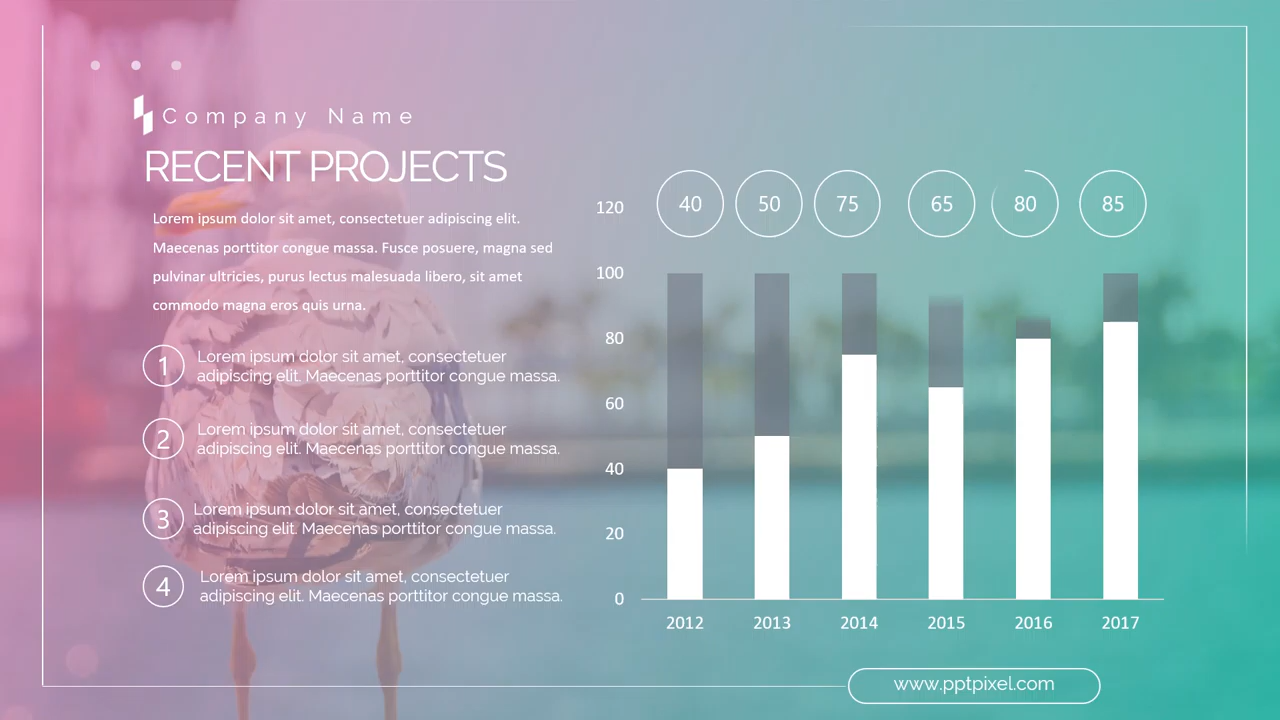 Company Name
RECENT PROJECTS
Lorem ipsum dolor sit amet, consectetuer adipiscing elit.
Maecenas porttitor congue massa. Fusce posuere, magna sed
pulvinar ultricies, purus lectus malesuada libero, sit amet
commodo magna eros quis urna.
1
Lorem ipsum dolor sit amet, consectetuer
adipiscing elit. Maecenas porttitor congue massa.
2
Lorem ipsum dolor sit amet, consectetuer
adipiscing elit. Maecenas porttitor congue massa.
3
Lorem ipsum dolor sit amet, consectetuer
adipiscing elit. Maecenas porttitor congue massa.
4
Lorem ipsum dolor sit amet, consectetuer
adipiscing elit. Maecenas porttitor congue massa.
40 50 75 65 80 85
120
100
80
60
40
20
0
2012 2013 2014 2015 2016 2017
www.pptpixel.com